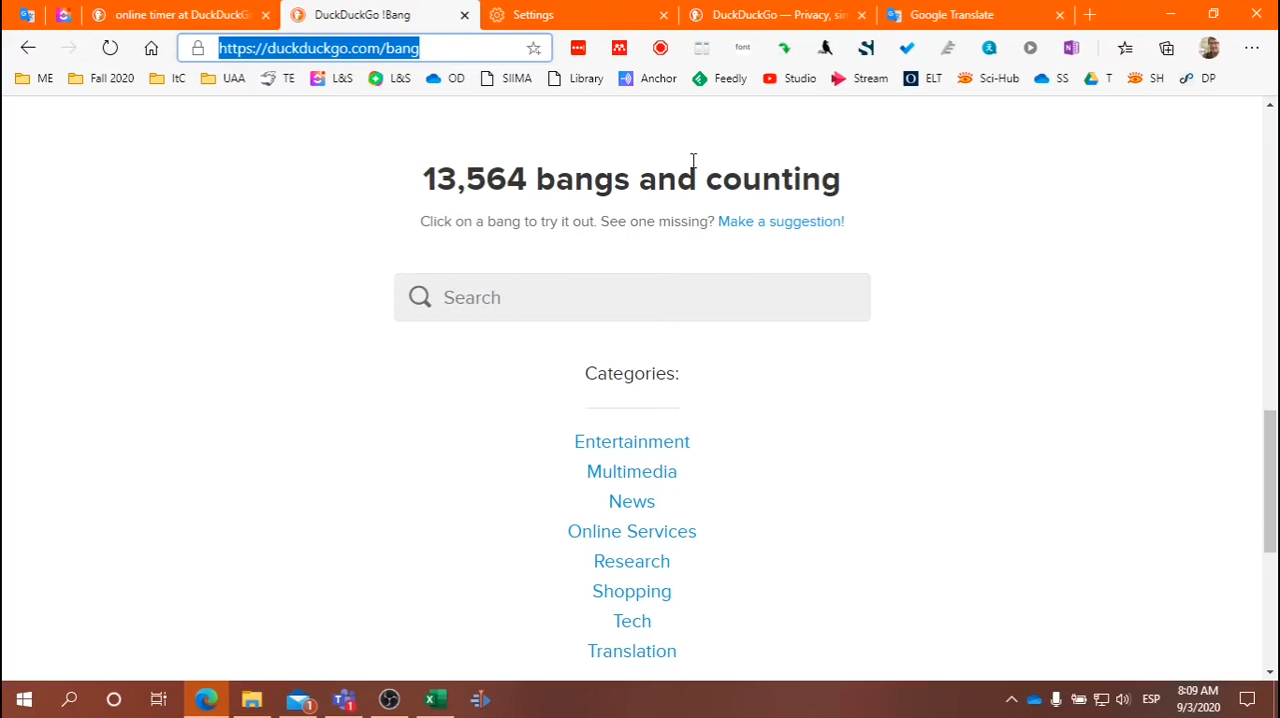 online timer at DuckDuckG
DuckDuckGo !Bang
Settings
DuckDuckGo — Privacy, sim
Google Translate
https://duckduckgo.com/bang
font
ME
Fall 2020
ItC
UAA
TE
L&S
L&S
OD
SIIMA
Library
Anchor
Feedly
Studio
Stream
ELT
Sci-Hub
SS
T
SH
DP
13,564 bangs and counting
Click on a bang to try it out. See one missing? Make a suggestion!
Search
Categories:
Entertainment
Multimedia
News
Online Services
Research
Shopping
Tech
Translation
ESP
8:09 AM
9/3/2020